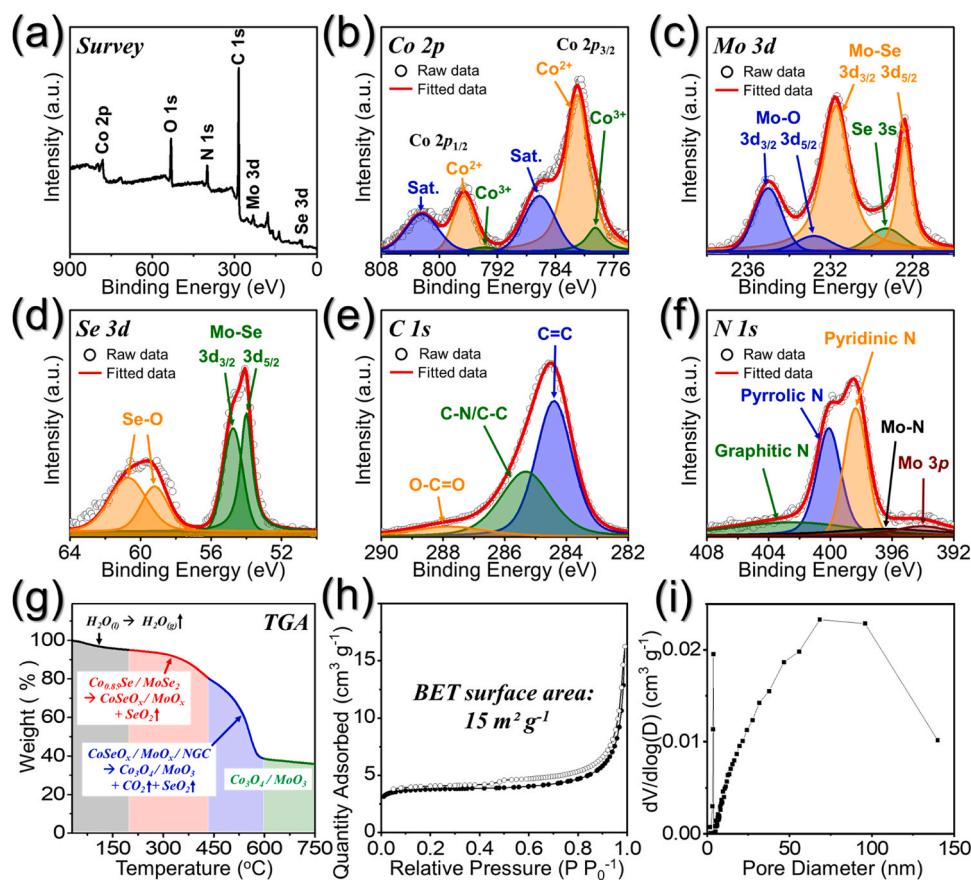 (a)
Survey
Intensity (a.u.)
Co 2p
O 1s
N 1s
C 1s
Mo 3d
Se 3d
900
600
300
0
Binding Energy (eV)
(b)
Co 2p
Co 2p3/2
Raw data
Fitted data
Co2+
Co3+
Co 2p1/2
Co2+
Sat.
Sat.
Co3+
Intensity (a.u.)
808
800
792
784
776
Binding Energy (eV)
(c)
Mo 3d
Mo-Se
3d3/2 3d5/2
Raw data
Fitted data
Mo-O
3d3/2 3d5/2
Se 3s
Intensity (a.u.)
236
232
228
Binding Energy (eV)
(d)
Se 3d
Mo-Se
3d3/2 3d5/2
Raw data
Fitted data
Se-O
Intensity (a.u.)
64
60
56
52
Binding Energy (eV)
(e)
C 1s
C=C
Raw data
Fitted data
C-N/C-C
O-C=O
Intensity (a.u.)
290
288
286
284
282
Binding Energy (eV)
(f)
N 1s
Raw data
Fitted data
Pyridinic N
Pyrrolic N
Mo-N
Graphitic N
Mo 3p
Intensity (a.u.)
408
404
400
396
392
Binding Energy (eV)
(g)
TGA
H2O(l) → H2O(g)↑
Co0.85Se/MoSe2
→ CoSeOx/MoOx
+ SeO2↑
CoSeOx/MoOx/NGC
→ Co3O4/MoO3
+ CO2↑+ SeO2↑
Co3O4/MoO3
Weight (%)
100
80
60
40
20
0
150
300
450
600
750
Temperature (oC)
(h)
BET surface area:
15 m2 g-1
Quantity Adsorbed (cm3 g-1)
15
10
5
0
0.0
0.2
0.4
0.6
0.8
1.0
Relative Pressure (P P0-1)
(i)
dV/dlog(D) (cm3 g-1)
0.02
0.01
0.00
0
50
100
150
Pore Diameter (nm)